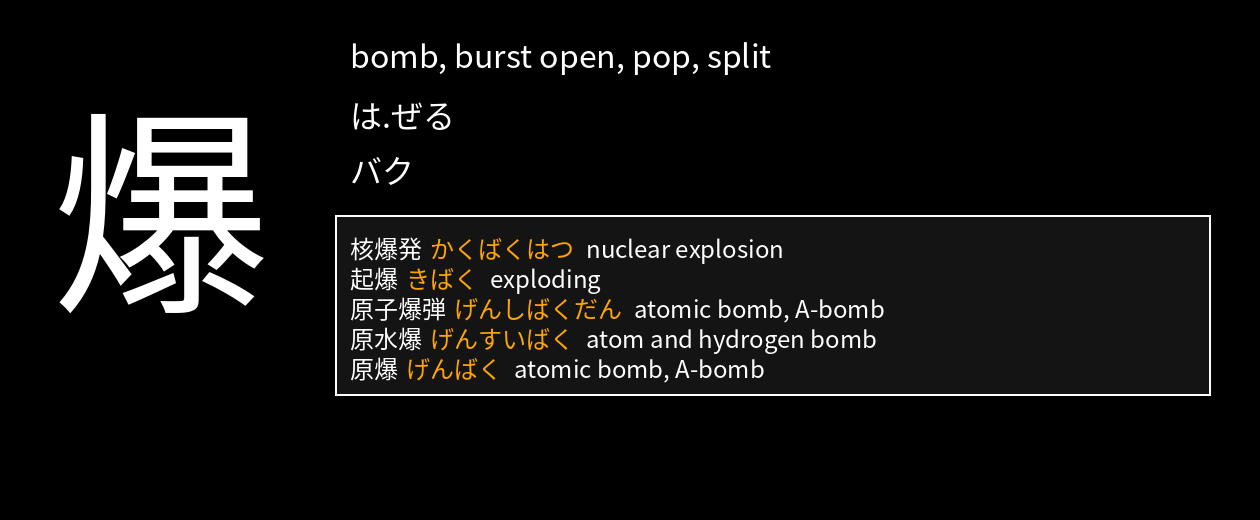 爆
bomb, burst open, pop, split
は.ぜる
バク
核爆発 かくばくはつ nuclear explosion
起爆 きばく exploding
原子爆弾 げんしばくだん atomic bomb, A-bomb
原水爆 げんすいばく atom and hydrogen bomb
原爆 げんばく atomic bomb, A-bomb